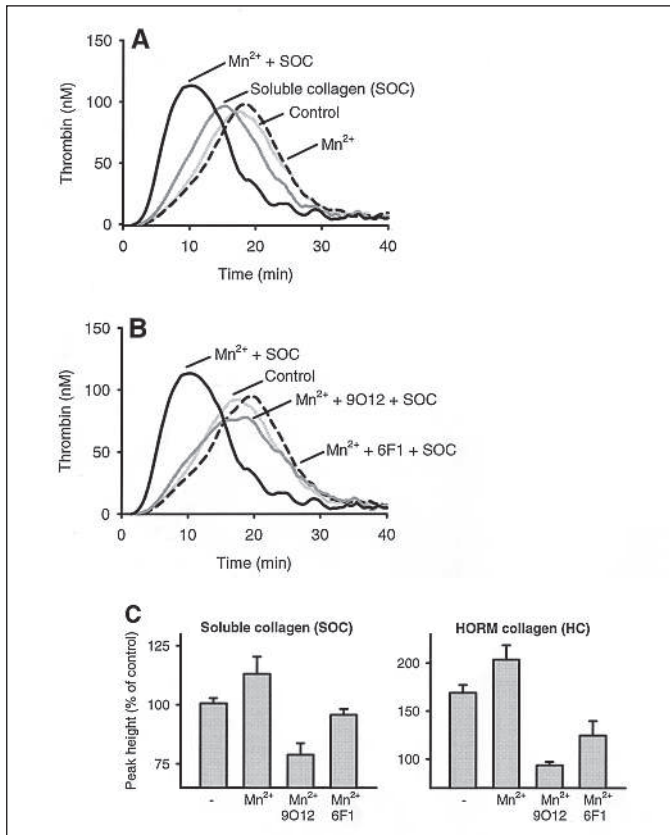 A
150
100
50
0
Thrombin (nM)
Mn²⁺ + SOC
Soluble collagen (SOC)
Control
Mn²⁺
0 10 20 30 40
Time (min)
B
150
100
50
0
Thrombin (nM)
Mn²⁺ + SOC
Control
Mn²⁺ + 9O12 + SOC
Mn²⁺ + 6F1 + SOC
0 10 20 30 40
Time (min)
C
Soluble collagen (SOC)
Peak height (% of control)
125
100
75
- Mn²⁺ Mn²⁺ Mn²⁺
9O12 6F1
HORM collagen (HC)
200
150
100
- Mn²⁺ Mn²⁺ Mn²⁺
9O12 6F1